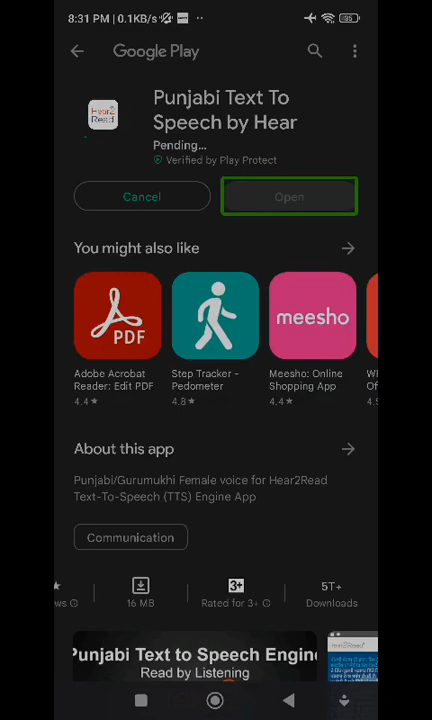 8:31 PM | 0.1KB/s
35
Google Play
Hear2
Read
Punjabi Text To
Speech by Hear
Pending...
Verified by Play Protect
Cancel
Open
You might also like
PDF
meesho
Adobe Acrobat
Reader: Edit PDF
4.4★
Step Tracker -
Pedometer
4.8★
Meesho: Online
Shopping App
4.4★
About this app
Punjabi/Gurumukhi Female voice for Hear2Read
Text-To-Speech (TTS) Engine App
Communication
ws
16 MB
3+
Rated for 3+
5T+
Downloads
Punjabi Text to Speech Engine
Read by Listening